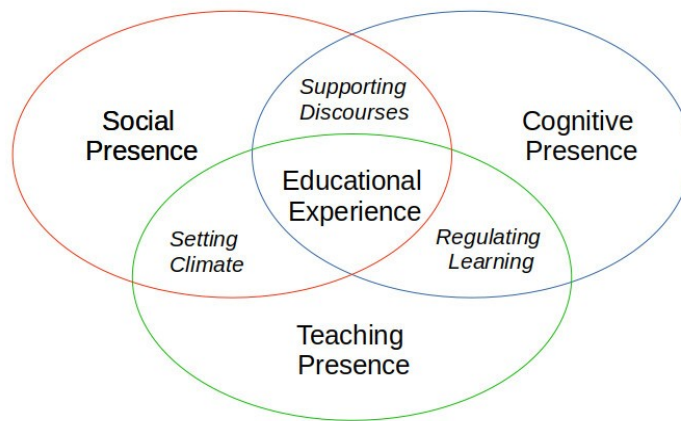 Supporting
Discourses
Social
Presence
Cognitive
Presence
Educational
Experience
Setting
Climate
Regulating
Learning
Teaching
Presence